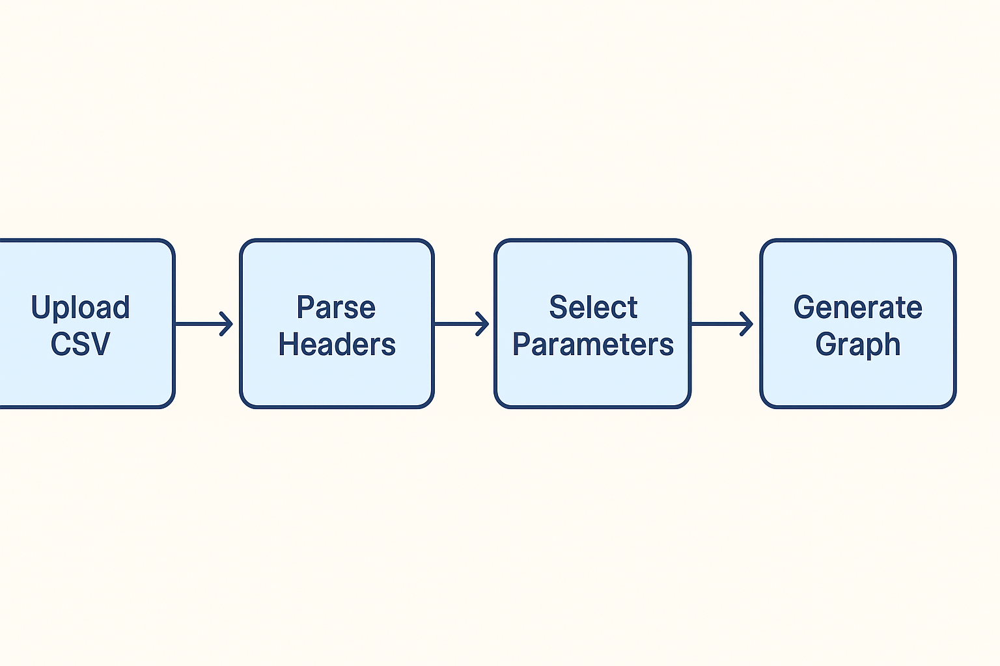 Upload
CSV
Parse
Headers
Select
Parameters
Generate
Graph